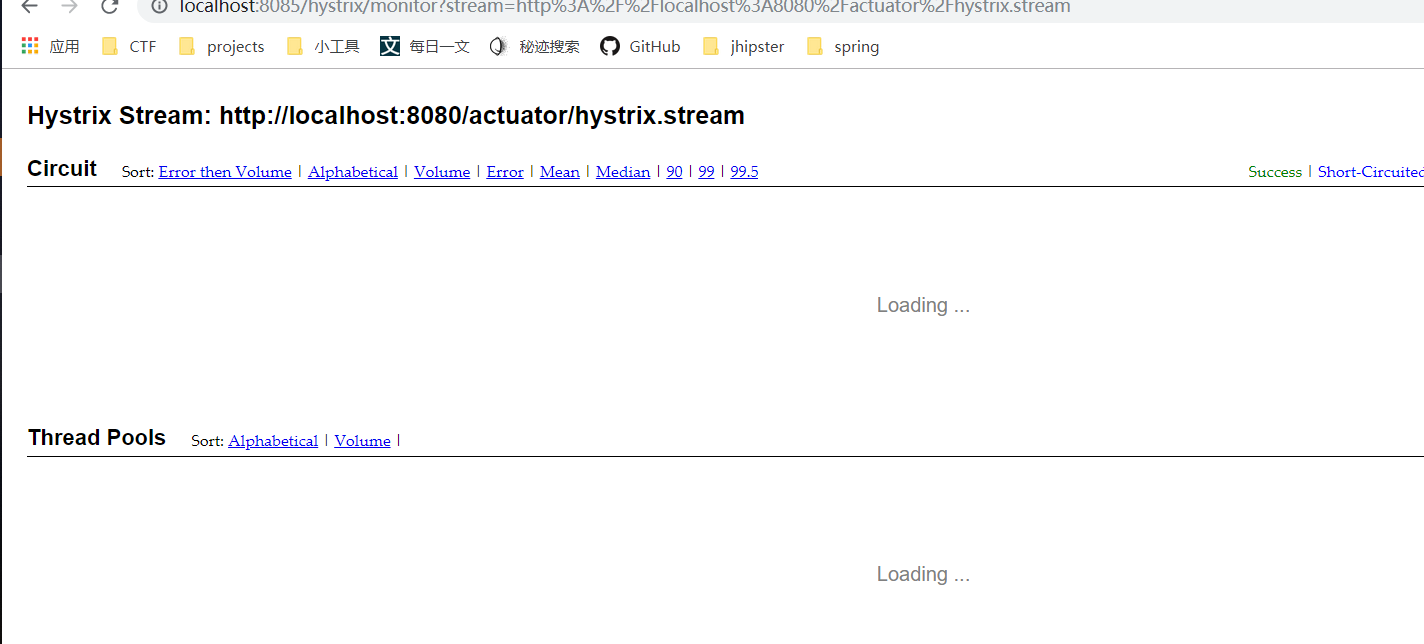 localhost:8085/hystrix/monitor?stream=http%3A%2F%2Flocalhost%3A8080%2Factuator%2Fhystrix.stream
应用 CTF projects 小工具 文 每日一文 秘迹搜索 GitHub jhipster spring
Hystrix Stream: http://localhost:8080/actuator/hystrix.stream
Circuit Sort: Error then Volume | Alphabetical | Volume | Error | Mean | Median | 90 | 99 | 99.5 Success | Short-Circuited
Loading ...
Thread Pools Sort: Alphabetical | Volume |
Loading ...